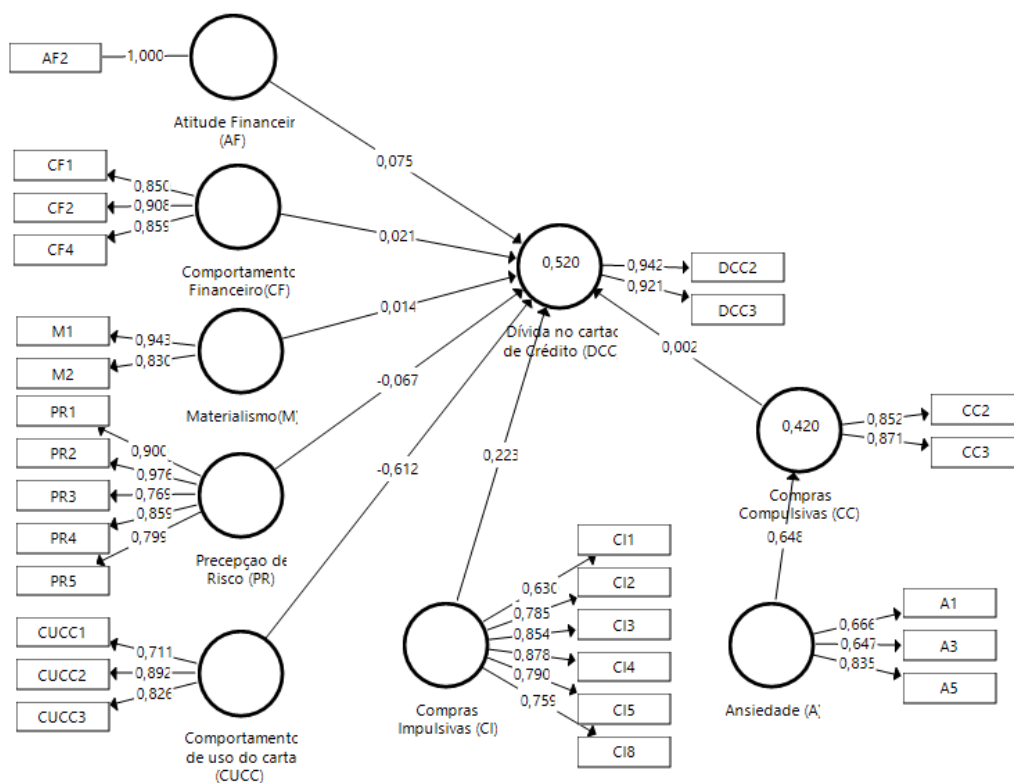 AF2
1,000
Atitude Financeir
(AF)
0,075
CF1
CF2
CF4
0,850
0,908
0,859
Comportamento
Financeiro(CF)
0,021
M1
M2
0,943
0,830
Materialismo(M)
0,014
PR1
PR2
PR3
PR4
PR5
0,900
0,976
0,769
0,859
0,799
Precepçao de
Risco (PR)
-0,067
CUCC1
CUCC2
CUCC3
0,711
0,892
0,826
Comportamento
de uso do carta
(CUCC)
-0,612
0,520
Dívida no cartac
de Crédito (DCC
0,942
0,921
DCC2
DCC3
0,002
0,223
Compras
Impulsivas (CI)
0,630
0,785
0,854
0,878
0,790
0,759
CI1
CI2
CI3
CI4
CI5
CI8
0,420
Compras
Compulsivas (CC)
0,852
0,871
CC2
CC3
0,648
Ansiedade (A)
0,666
0,647
0,835
A1
A3
A5